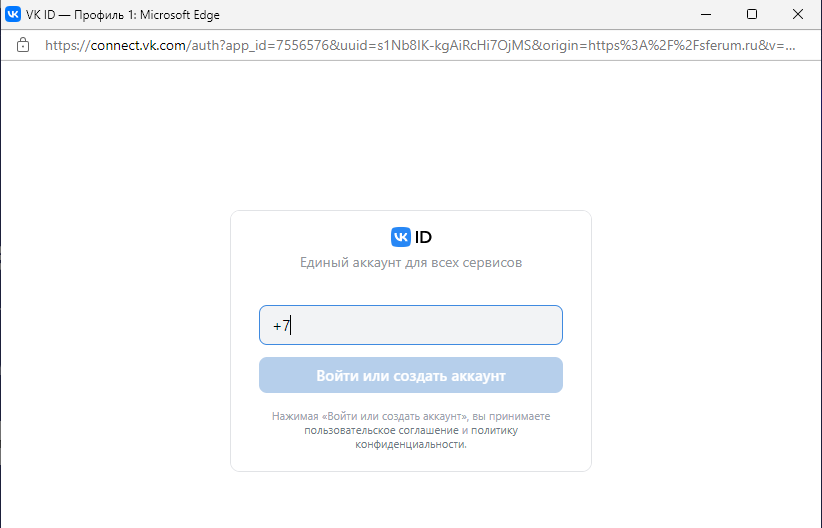 VK ID — Профиль 1: Microsoft Edge
https://connect.vk.com/auth?app_id=7556576&uuid=s1Nb8IK-kgAiRcHi7OjMS&origin=https%3A%2F%2Fsferum.ru&v=...
VK ID
Единый аккаунт для всех сервисов
+7
Войти или создать аккаунт
Нажимая «Войти или создать аккаунт», вы принимаете
пользовательское соглашение и политику
конфиденциальности.